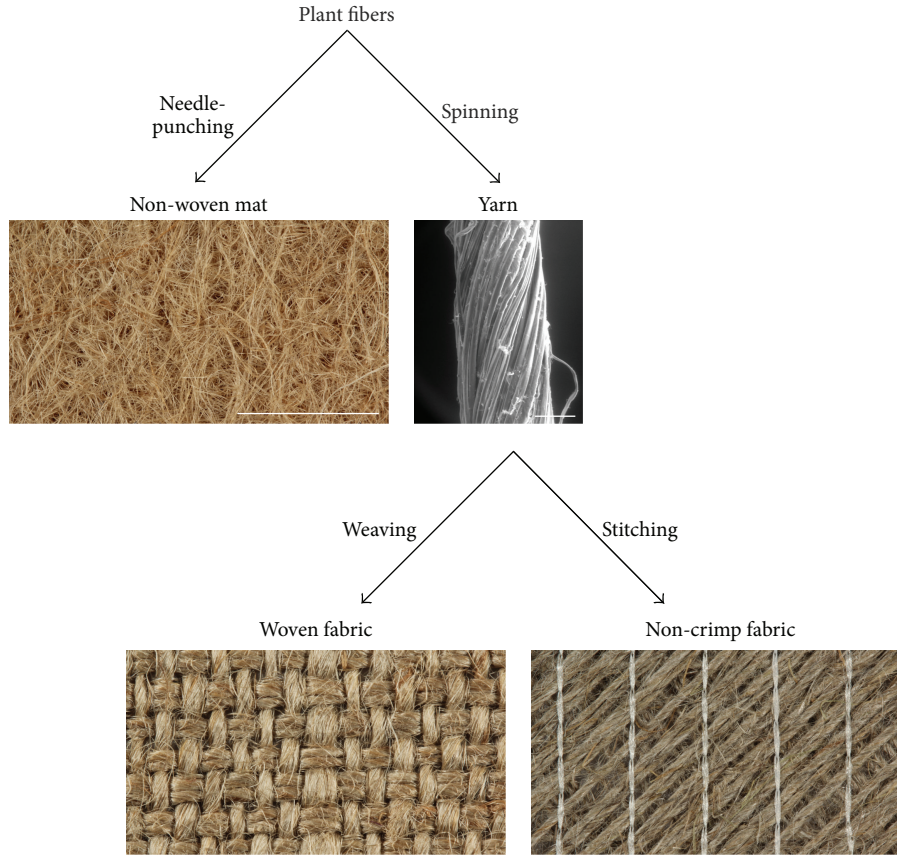 Plant fibers
Needle-
punching
Spinning
Non-woven mat
Yarn
Weaving
Stitching
Woven fabric
Non-crimp fabric